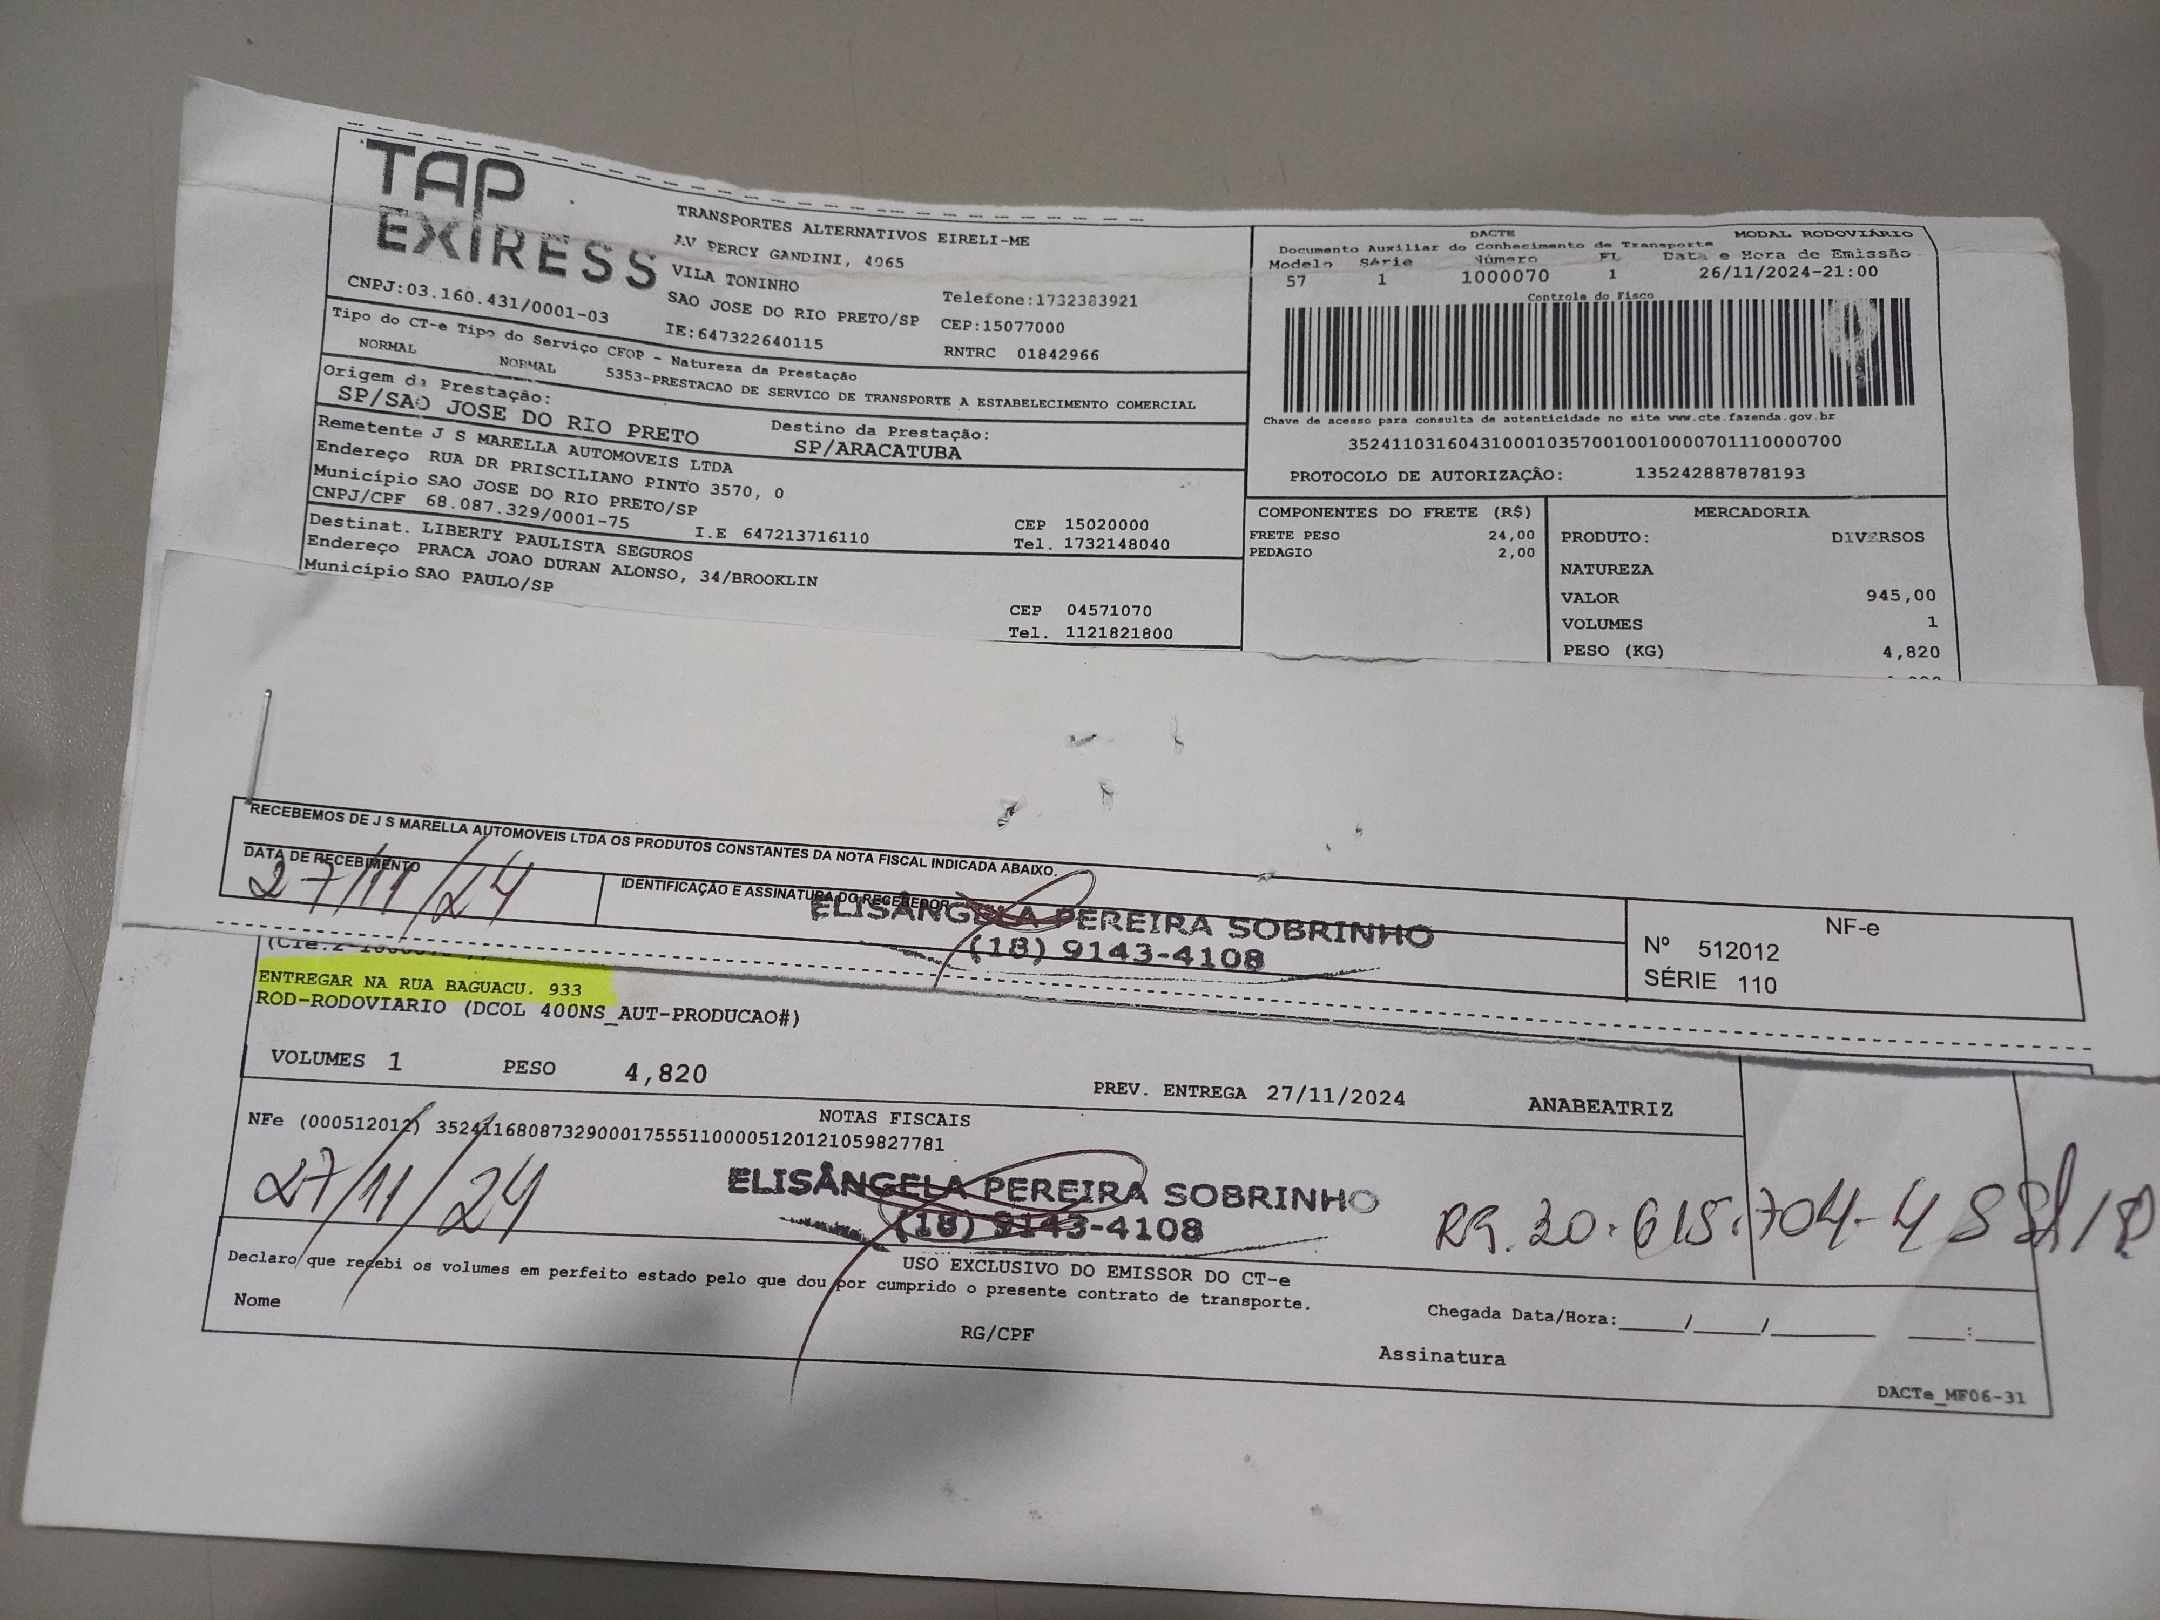 TAP
EXPRESS
TRANSPORTES ALTERNATIVOS EIRELI-ME
AV PERCY GANDINI, 4065
VILA TONINHO
SAO JOSE DO RIO PRETO/SP
Telefone:1732383921
CEP:15077000
CNPJ:03.160.431/0001-03
IE:647322640115
RNTRC 01842966
Tipo do CT-e Tipo do Serviço CFOP - Natureza da Prestação
NORMAL NORMAL 5353-PRESTACAO DE SERVICO DE TRANSPORTE A ESTABELECIMENTO COMERCIAL
Origem da Prestação:
SP/SAO JOSE DO RIO PRETO
Destino da Prestação:
SP/ARACATUBA
Remetente J S MARELLA AUTOMOVEIS LTDA
Endereço RUA DR PRISCILIANO PINTO 3570, 0
Município SAO JOSE DO RIO PRETO/SP
CEP 15020000
CNPJ/CPF 68.087.329/0001-75 I.E 647213716110
Tel. 1732148040
Destinat. LIBERTY PAULISTA SEGUROS
Endereço PRACA JOAO DURAN ALONSO, 34/BROOKLIN
Município SAO PAULO/SP
CEP 04571070
Tel. 1121821800
DACTE MODAL RODOVIÁRIO
Documento Auxiliar do Conhecimento de Transporte
Modelo Série Número FL Data e Hora de Emissão
57 1 1000070 1 26/11/2024-21:00
Controle do Fisco
Chave de acesso para consulta de autenticidade no site www.cte.fazenda.gov.br
35241103160431000103570010010000701110000700
PROTOCOLO DE AUTORIZAÇÃO: 135242887878193
COMPONENTES DO FRETE (R$)
FRETE PESO 24,00
PEDAGIO 2,00
MERCADORIA
PRODUTO: DIVERSOS
NATUREZA
VALOR 945,00
VOLUMES 1
PESO (KG) 4,820
RECEBEMOS DE J S MARELLA AUTOMOVEIS LTDA OS PRODUTOS CONSTANTES DA NOTA FISCAL INDICADA ABAIXO.
DATA DE RECEBIMENTO
27/11/24
IDENTIFICAÇÃO E ASSINATURA DO RECEBEDOR
ELISÂNGELA PEREIRA SOBRINHO
(18) 9143-4108
NF-e
Nº 512012
SÉRIE 110
ENTREGAR NA RUA BAGUACU. 933
ROD-RODOVIARIO (DCOL 400NS_AUT-PRODUCAO#)
VOLUMES 1 PESO 4,820 PREV. ENTREGA 27/11/2024 ANABEATRIZ
NOTAS FISCAIS
NFe (000512012) 35241168087329000175551100005120121059827781
27/11/24
ELISÂNGELA PEREIRA SOBRINHO
(18) 9143-4108
RG. 20.615.704-4
USO EXCLUSIVO DO EMISSOR DO CT-e
Declaro que recebi os volumes em perfeito estado pelo que dou por cumprido o presente contrato de transporte.
Chegada Data/Hora:____/____/______ ___:___
Nome
RG/CPF
Assinatura
DACTe_MF06-31